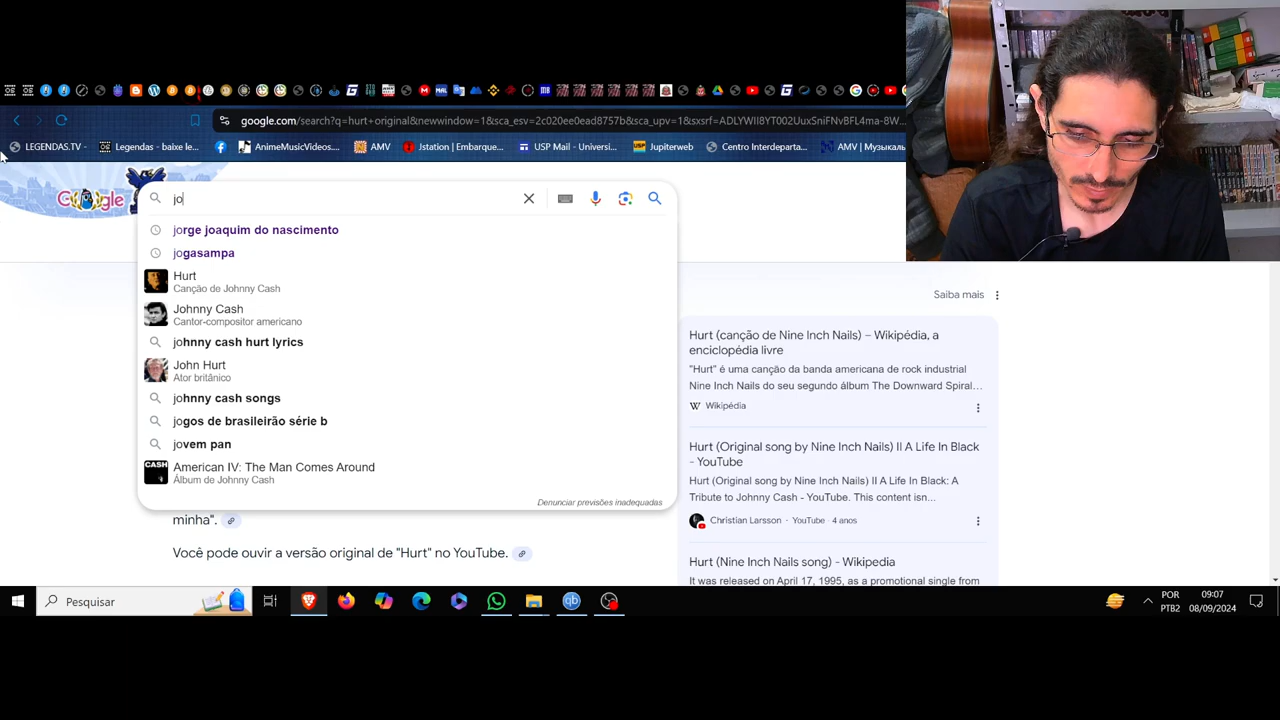 google.com/search?q=hurt+original&newwindow=1&sca_esv=2c020ee0ead8757b&sca_upv=1&sxsrf=ADLYWII8YT002UuxSniFNvBFL4ma-8W...
LEGENDAS.TV -
Legendas - baixe le...
AnimeMusicVideos....
AMV
Jstation | Embarque...
USP Mail - Universi...
Jupiterweb
Centro Interdeparta...
AMV | Музыкаль
Google
jo
jorge joaquim do nascimento
jogasampa
Hurt
Canção de Johnny Cash
Johnny Cash
Cantor-compositor americano
johnny cash hurt lyrics
John Hurt
Ator britânico
johnny cash songs
jogos de brasileirão série b
jovem pan
CASH
American IV: The Man Comes Around
Álbum de Johnny Cash
Denunciar previsões inadequadas
minha".
Você pode ouvir a versão original de "Hurt" no YouTube.
Saiba mais
Hurt (canção de Nine Inch Nails) – Wikipédia, a
enciclopédia livre
"Hurt" é uma canção da banda americana de rock industrial
Nine Inch Nails do seu segundo álbum The Downward Spiral...
W Wikipédia
Hurt (Original song by Nine Inch Nails) II A Life In Black
- YouTube
Hurt (Original song by Nine Inch Nails) II A Life In Black: A
Tribute to Johnny Cash - YouTube. This content isn...
Christian Larsson · YouTube · 4 anos
Hurt (Nine Inch Nails song) - Wikipedia
It was released on April 17, 1995, as a promotional single from
Pesquisar
qb
POR
PTB2
09:07
08/09/2024